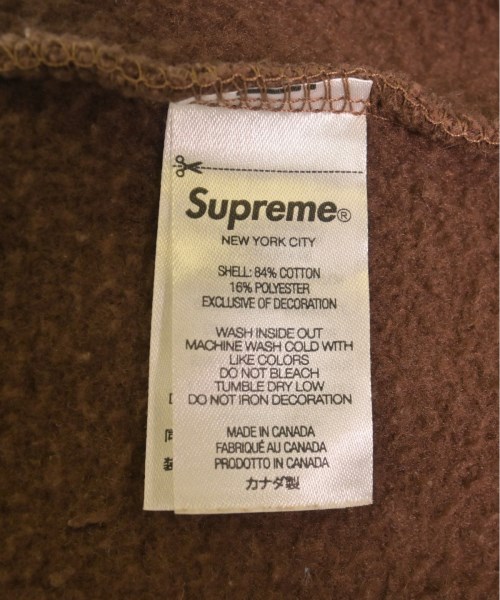 Supreme®
NEW YORK CITY
SHELL: 84% COTTON
16% POLYESTER
EXCLUSIVE OF DECORATION
WASH INSIDE OUT
MACHINE WASH COLD WITH
LIKE COLORS
DO NOT BLEACH
TUMBLE DRY LOW
DO NOT IRON DECORATION
MADE IN CANADA
FABRIQUÉ AU CANADA
PRODOTTO IN CANADA
カナダ製